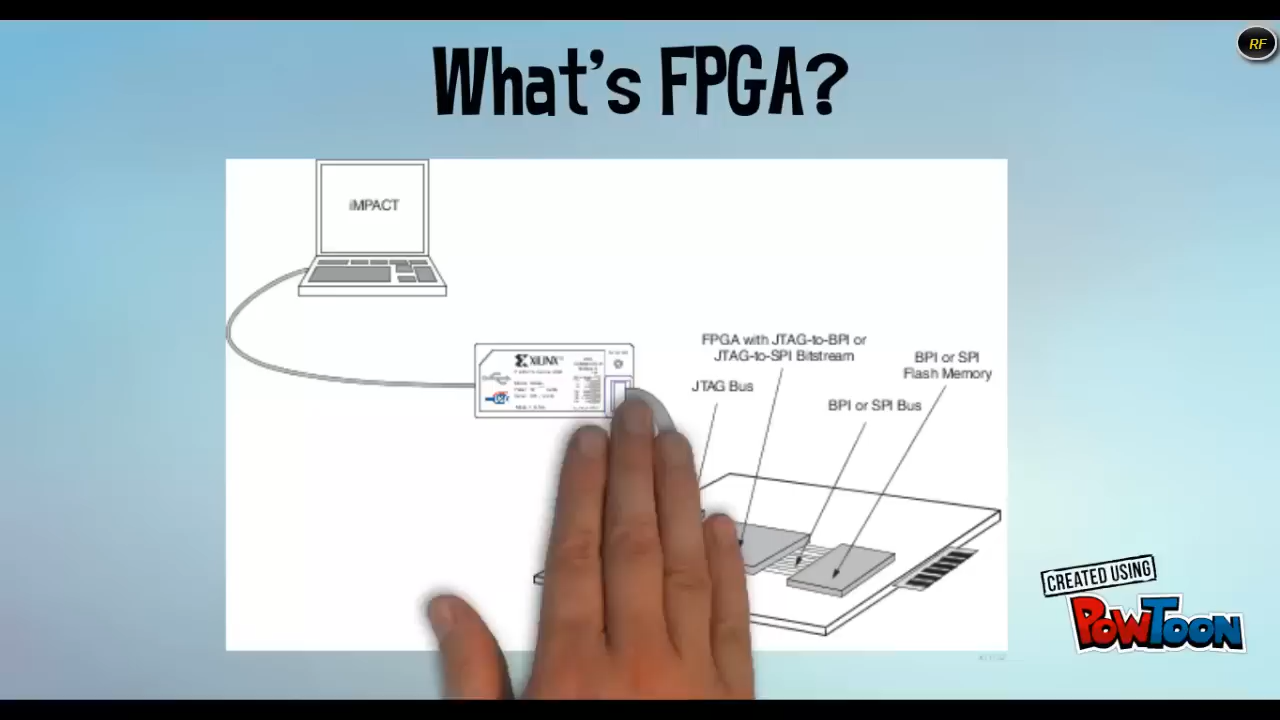 What's FPGA?
RF
iMPACT
XILINX
FPGA with JTAG-to-BPI or
JTAG-to-SPI Bitstream
JTAG Bus
BPI or SPI
Flash Memory
BPI or SPI Bus
CREATED USING
POWTOON